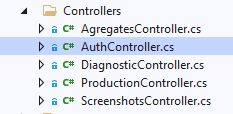 Controllers
C# AgregatesController.cs
C# AuthController.cs
C# DiagnosticController.cs
C# ProductionController.cs
C# ScreenshotsController.cs